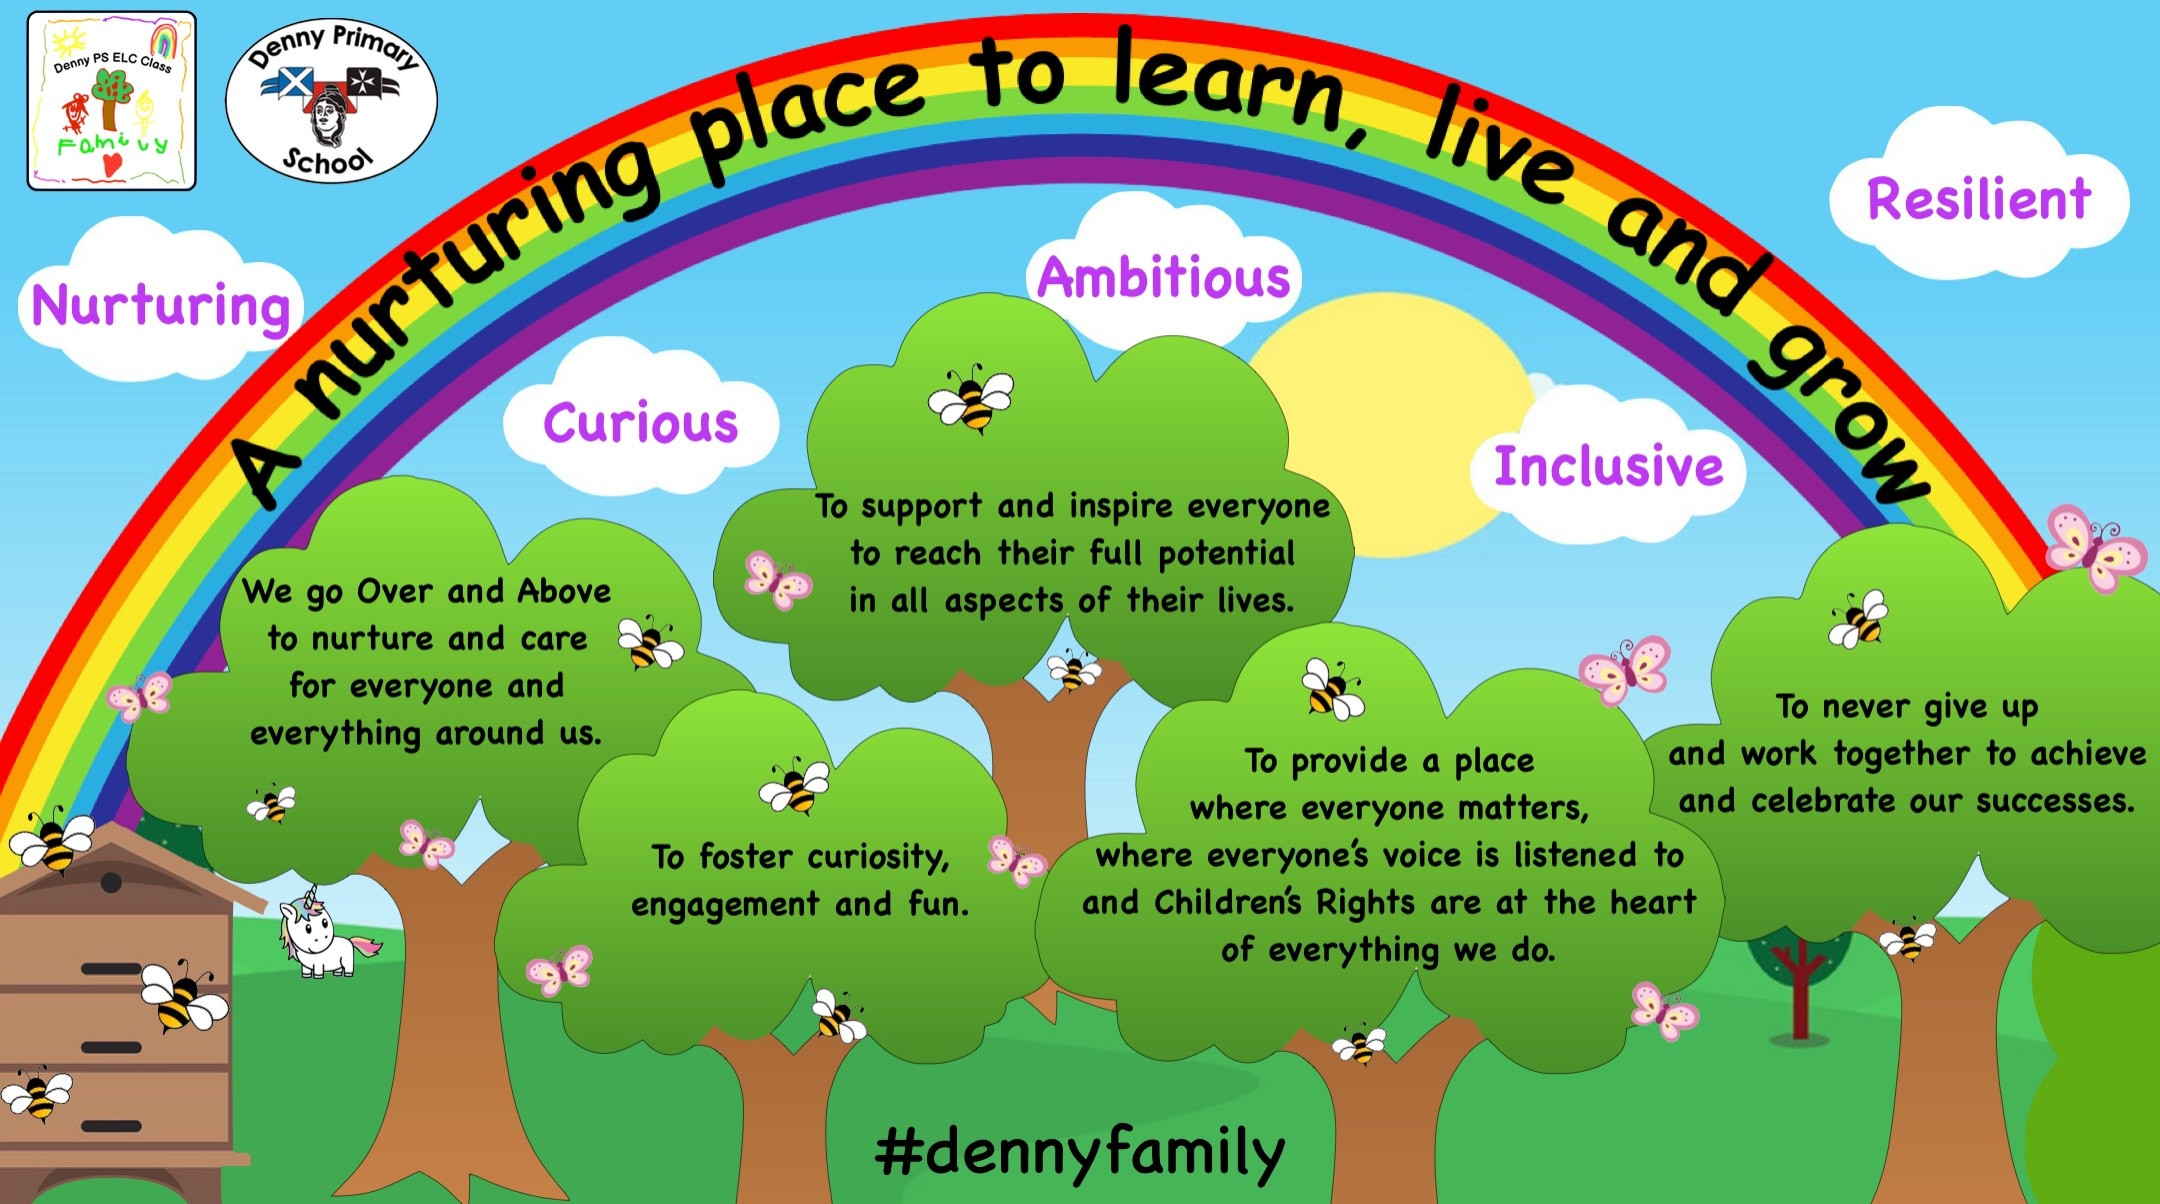 Denny PS ELC Class
Family
Denny Primary
School
A nurturing place to learn, live and grow
Nurturing
Curious
Ambitious
Inclusive
Resilient
We go Over and Above
to nurture and care
for everyone and
everything around us.
To foster curiosity,
engagement and fun.
To support and inspire everyone
to reach their full potential
in all aspects of their lives.
To provide a place
where everyone matters,
where everyone's voice is listened to
and Children's Rights are at the heart
of everything we do.
To never give up
and work together to achieve
and celebrate our successes.
#dennyfamily